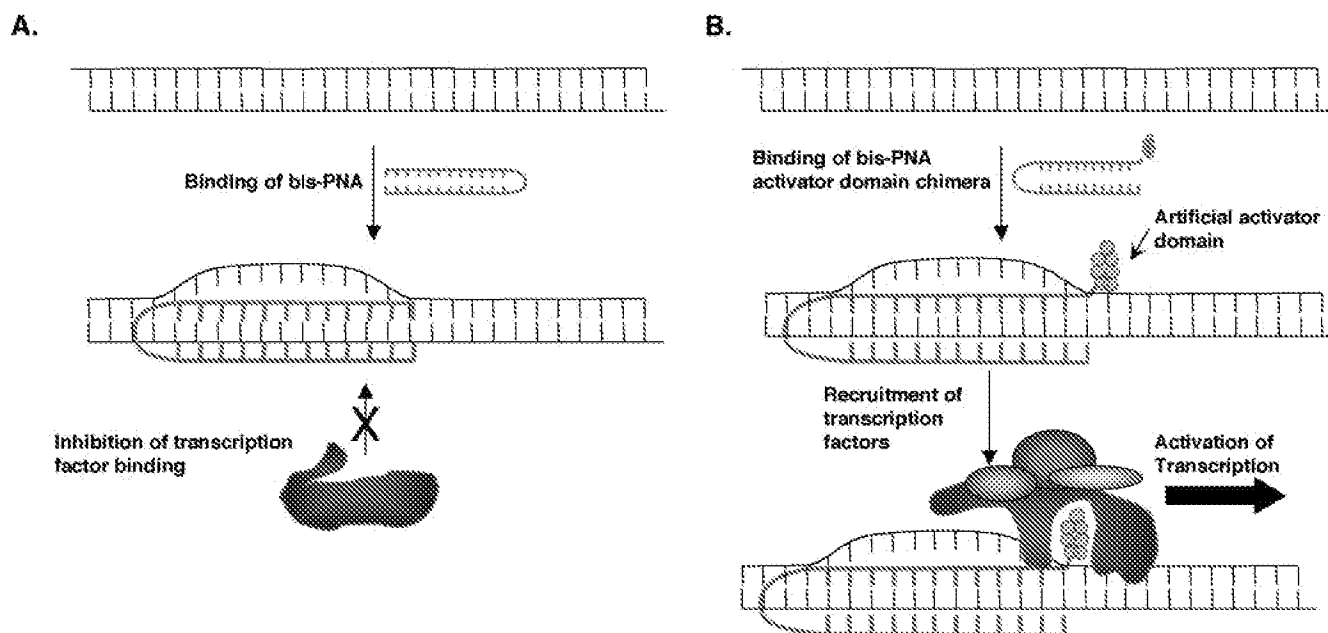 A.
Binding of bis-PNA
Inhibition of transcription
factor binding
X
B.
Binding of bis-PNA
activator domain chimera
Artificial activator
domain
Recruitment of
transcription
factors
Activation of
Transcription